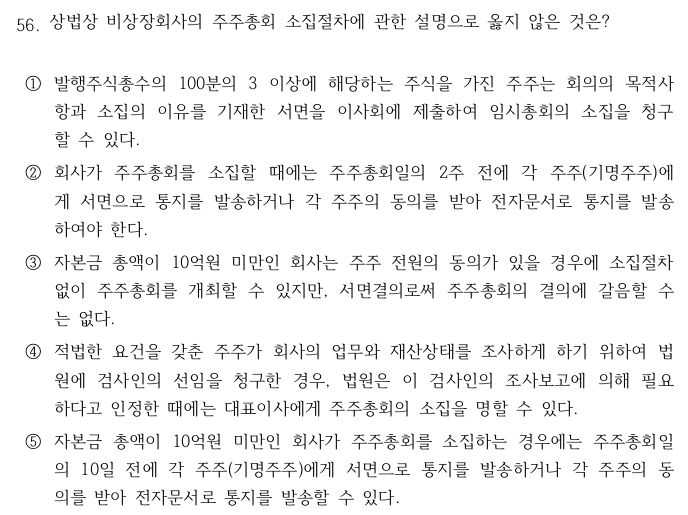 56. 상법상 비상장회사의 주주총회 소집절차에 관한 설명으로 옳지 않은 것은?
① 발행주식총수의 100분의 3 이상에 해당하는 주식을 가진 주주는 회의의 목적사
항과 소집의 이유를 기재한 서면을 이사회에 제출하여 임시총회의 소집을 청구
할 수 있다.
② 회사가 주주총회를 소집할 때에는 주주총회일의 2주 전에 각 주주(기명주주)에
게 서면으로 통지를 발송하거나 각 주주의 동의를 받아 전자문서로 통지를 발송
하여야 한다.
③ 자본금 총액이 10억원 미만인 회사는 주주 전원의 동의가 있을 경우에 소집절차
없이 주주총회를 개최할 수 있지만, 서면결의로써 주주총회의 결의에 갈음할 수
는 없다.
④ 적법한 요건을 갖춘 주주가 회사의 업무와 재산상태를 조사하게 하기 위하여 법
원에 검사인의 선임을 청구한 경우, 법원은 이 검사인의 조사보고에 의해 필요
하다고 인정한 때에는 대표이사에게 주주총회의 소집을 명할 수 있다.
⑤ 자본금 총액이 10억원 미만인 회사가 주주총회를 소집하는 경우에는 주주총회일
의 10일 전에 각 주주(기명주주)에게 서면으로 통지를 발송하거나 각 주주의 동
의를 받아 전자문서로 통지를 발송할 수 있다.